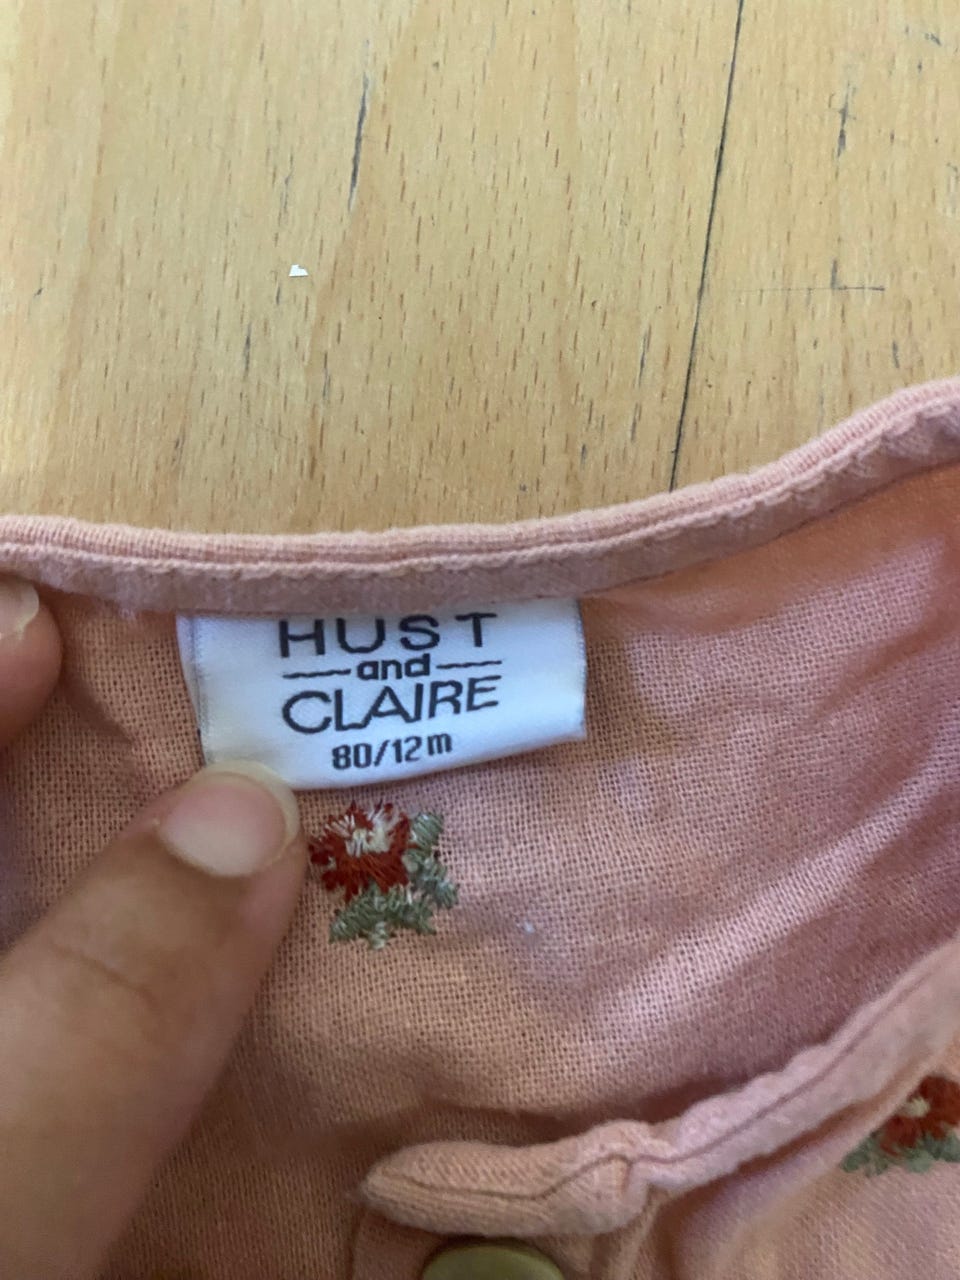 HUST
and
CLAIRE
80/12m